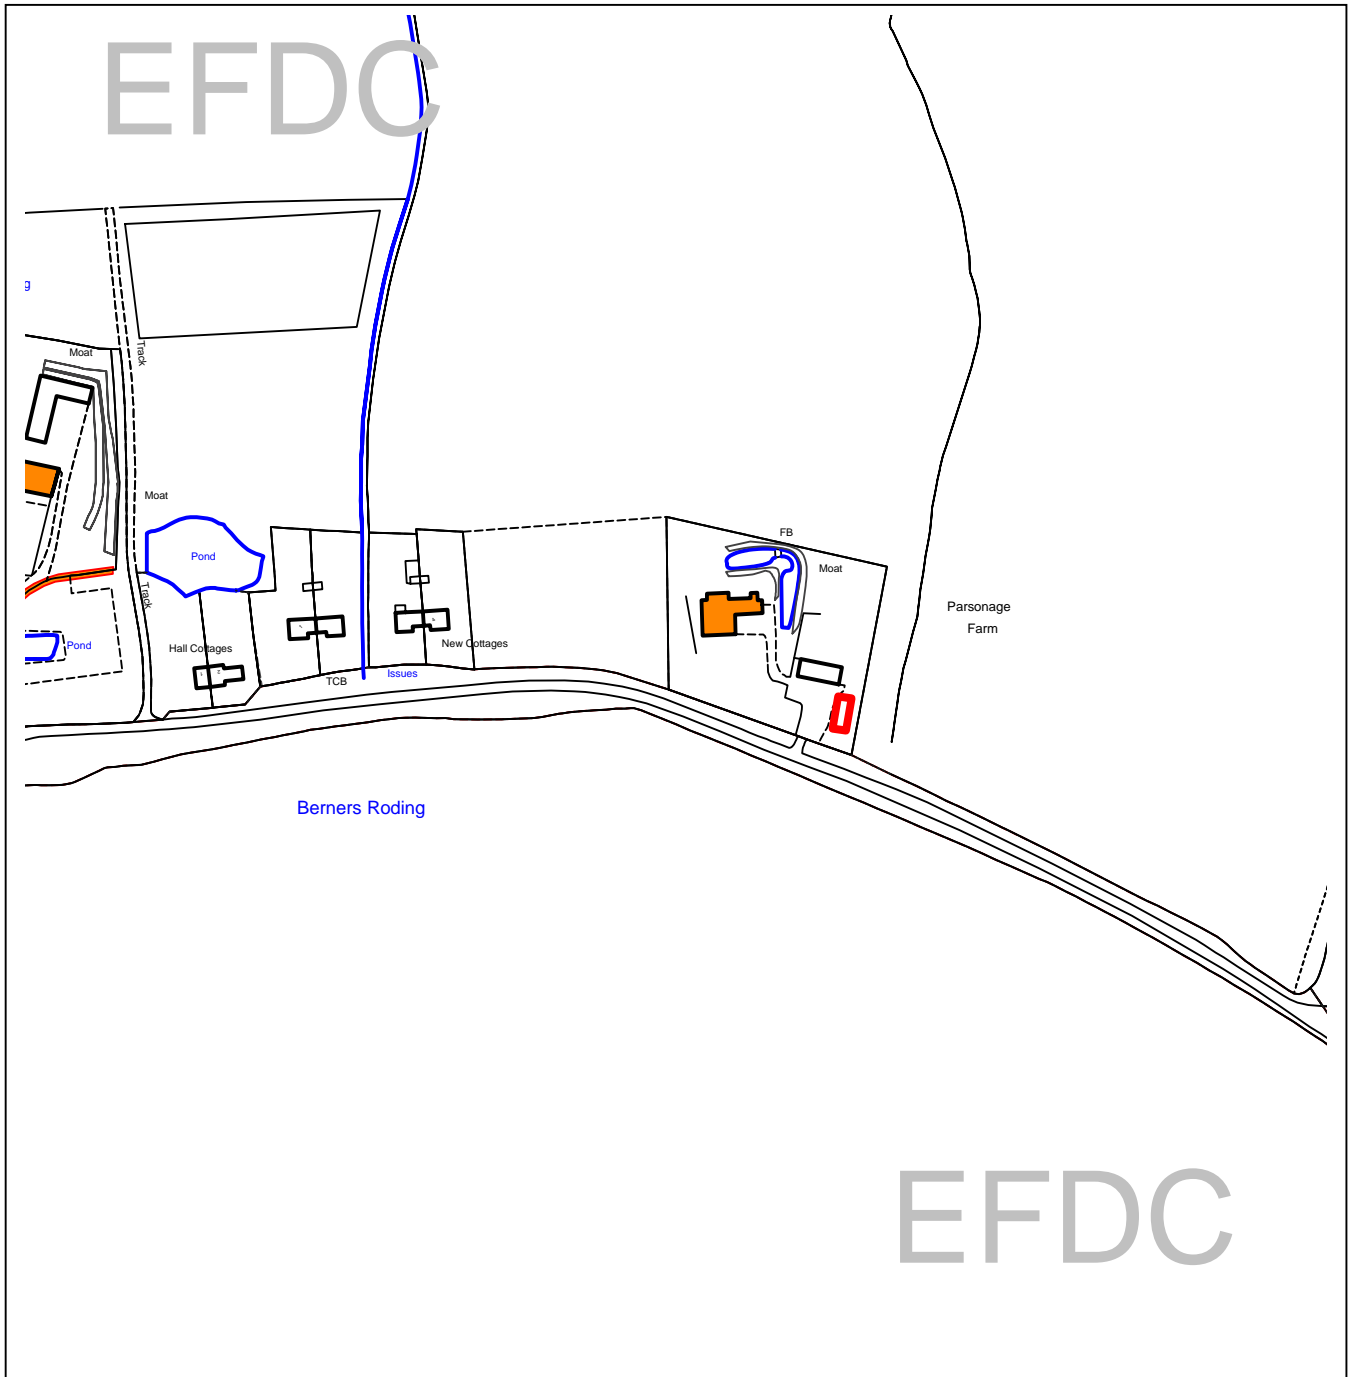 EFDC
g
Moat
Track
Moat
Pond
FB
Moat
Track
Parsonage
Farm
Pond
Hall Cottages
New Cottages
TCB
Issues
Berners Roding
EFDC